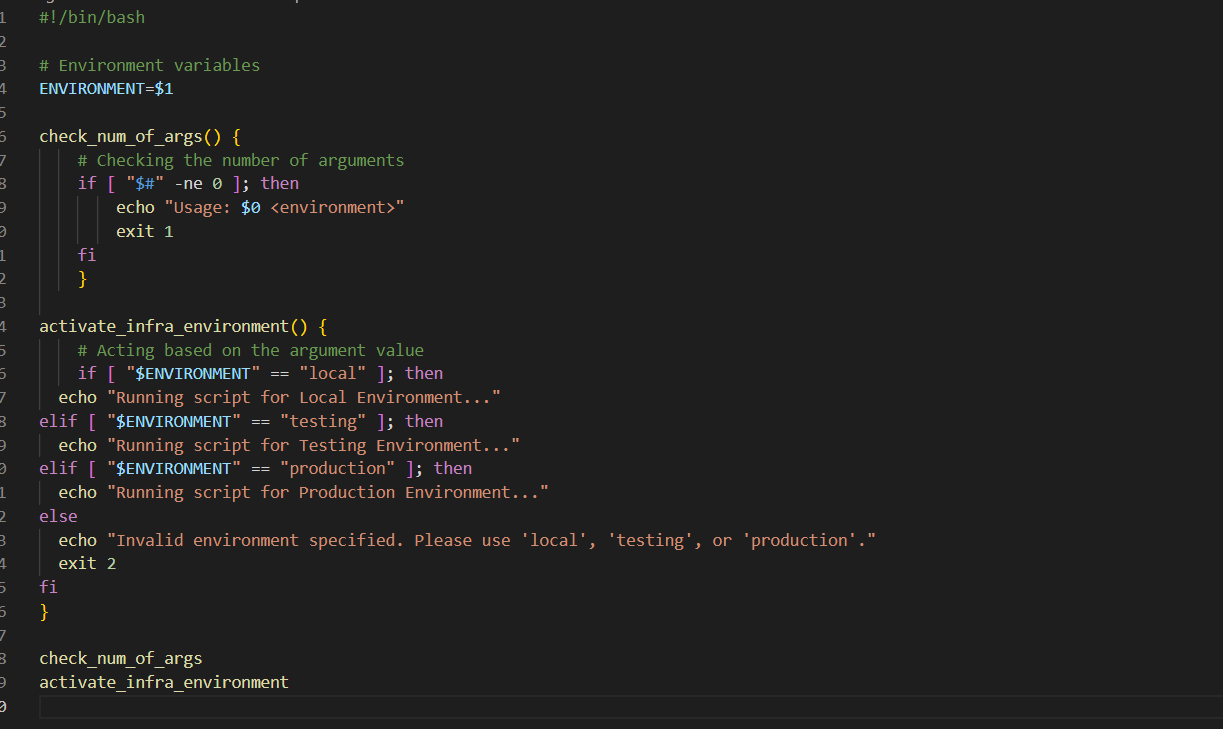 1 #!/bin/bash
2
3 # Environment variables
4 ENVIRONMENT=$1
5
6 check_num_of_args() {
7 # Checking the number of arguments
8 if [ "$#" -ne 0 ]; then
9 echo "Usage: $0 <environment>"
0 exit 1
1 fi
2 }
3
4 activate_infra_environment() {
5 # Acting based on the argument value
6 if [ "$ENVIRONMENT" == "local" ]; then
7 echo "Running script for Local Environment..."
8 elif [ "$ENVIRONMENT" == "testing" ]; then
9 echo "Running script for Testing Environment..."
0 elif [ "$ENVIRONMENT" == "production" ]; then
1 echo "Running script for Production Environment..."
2 else
3 echo "Invalid environment specified. Please use 'local', 'testing', or 'production'."
4 exit 2
5 fi
6 }
7
8 check_num_of_args
9 activate_infra_environment
0